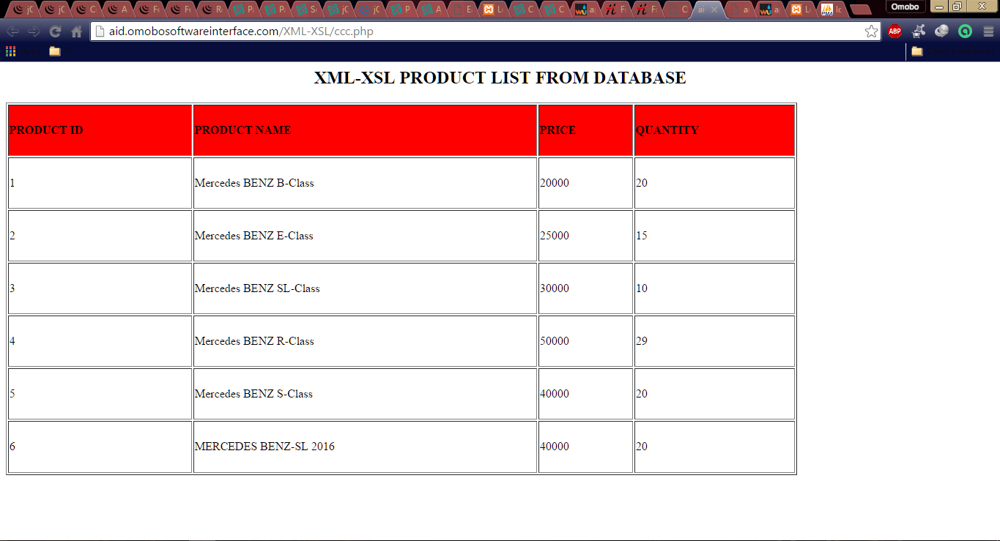 Omobo
aid.omobosoftwareinterface.com/XML-XSL/ccc.php
ABP
XML-XSL PRODUCT LIST FROM DATABASE
PRODUCT ID PRODUCT NAME PRICE QUANTITY
1 Mercedes BENZ B-Class 20000 20
2 Mercedes BENZ E-Class 25000 15
3 Mercedes BENZ SL-Class 30000 10
4 Mercedes BENZ R-Class 50000 29
5 Mercedes BENZ S-Class 40000 20
6 MERCEDES BENZ-SL 2016 40000 20